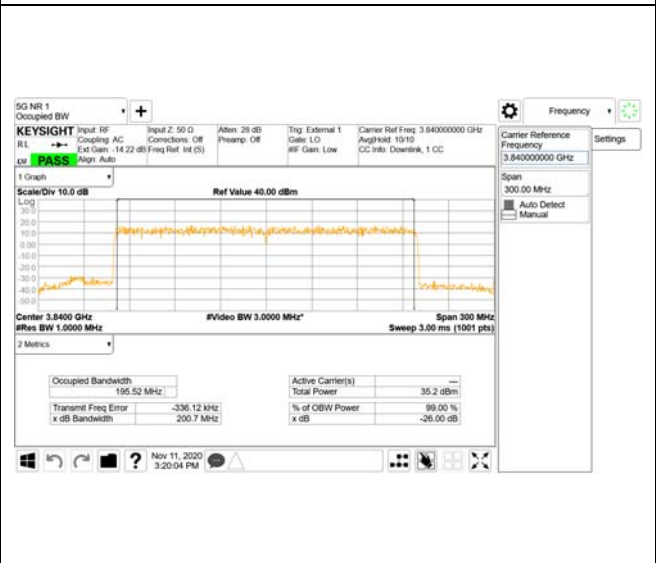 5G NR 1
Occupied BW
KEYSIGHT
RL
PASS
Input: RF
Coupling: AC
Ext Gain: -14.22 dB
Align: Auto
Input Z: 50 Ω
Corrections: Off
Freq Ref: Int (S)
Atten: 28 dB
Preamp: Off
Trig: External 1
Gate: LO
#IF Gain: Low
Carrier Ref Freq: 3.840000000 GHz
Avg|Hold: 10/10
CC Info: Downlink, 1 CC
Frequency
Carrier Reference
Frequency
3.840000000 GHz
Settings
Span
300.00 MHz
Auto Detect
Manual
1 Graph
Scale/Div 10.0 dB
Ref Value 40.00 dBm
Log
30.0
20.0
10.0
0.00
-10.0
-20.0
-30.0
-40.0
-50.0
Center 3.8400 GHz
#Video BW 3.0000 MHz*
Span 300 MHz
#Res BW 1.0000 MHz
Sweep 3.00 ms (1001 pts)
2 Metrics
Occupied Bandwidth
195.52 MHz
Active Carrier(s) ---
Total Power 35.2 dBm
Transmit Freq Error -336.12 kHz
x dB Bandwidth 200.7 MHz
% of OBW Power 99.00 %
x dB -26.00 dB
?
Nov 11, 2020
3:20:04 PM